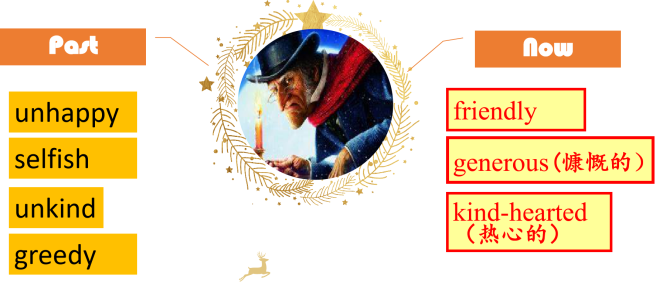 Past
Now
unhappy
selfish
unkind
greedy
friendly
generous(慷慨的)
kind-hearted
(热心的)